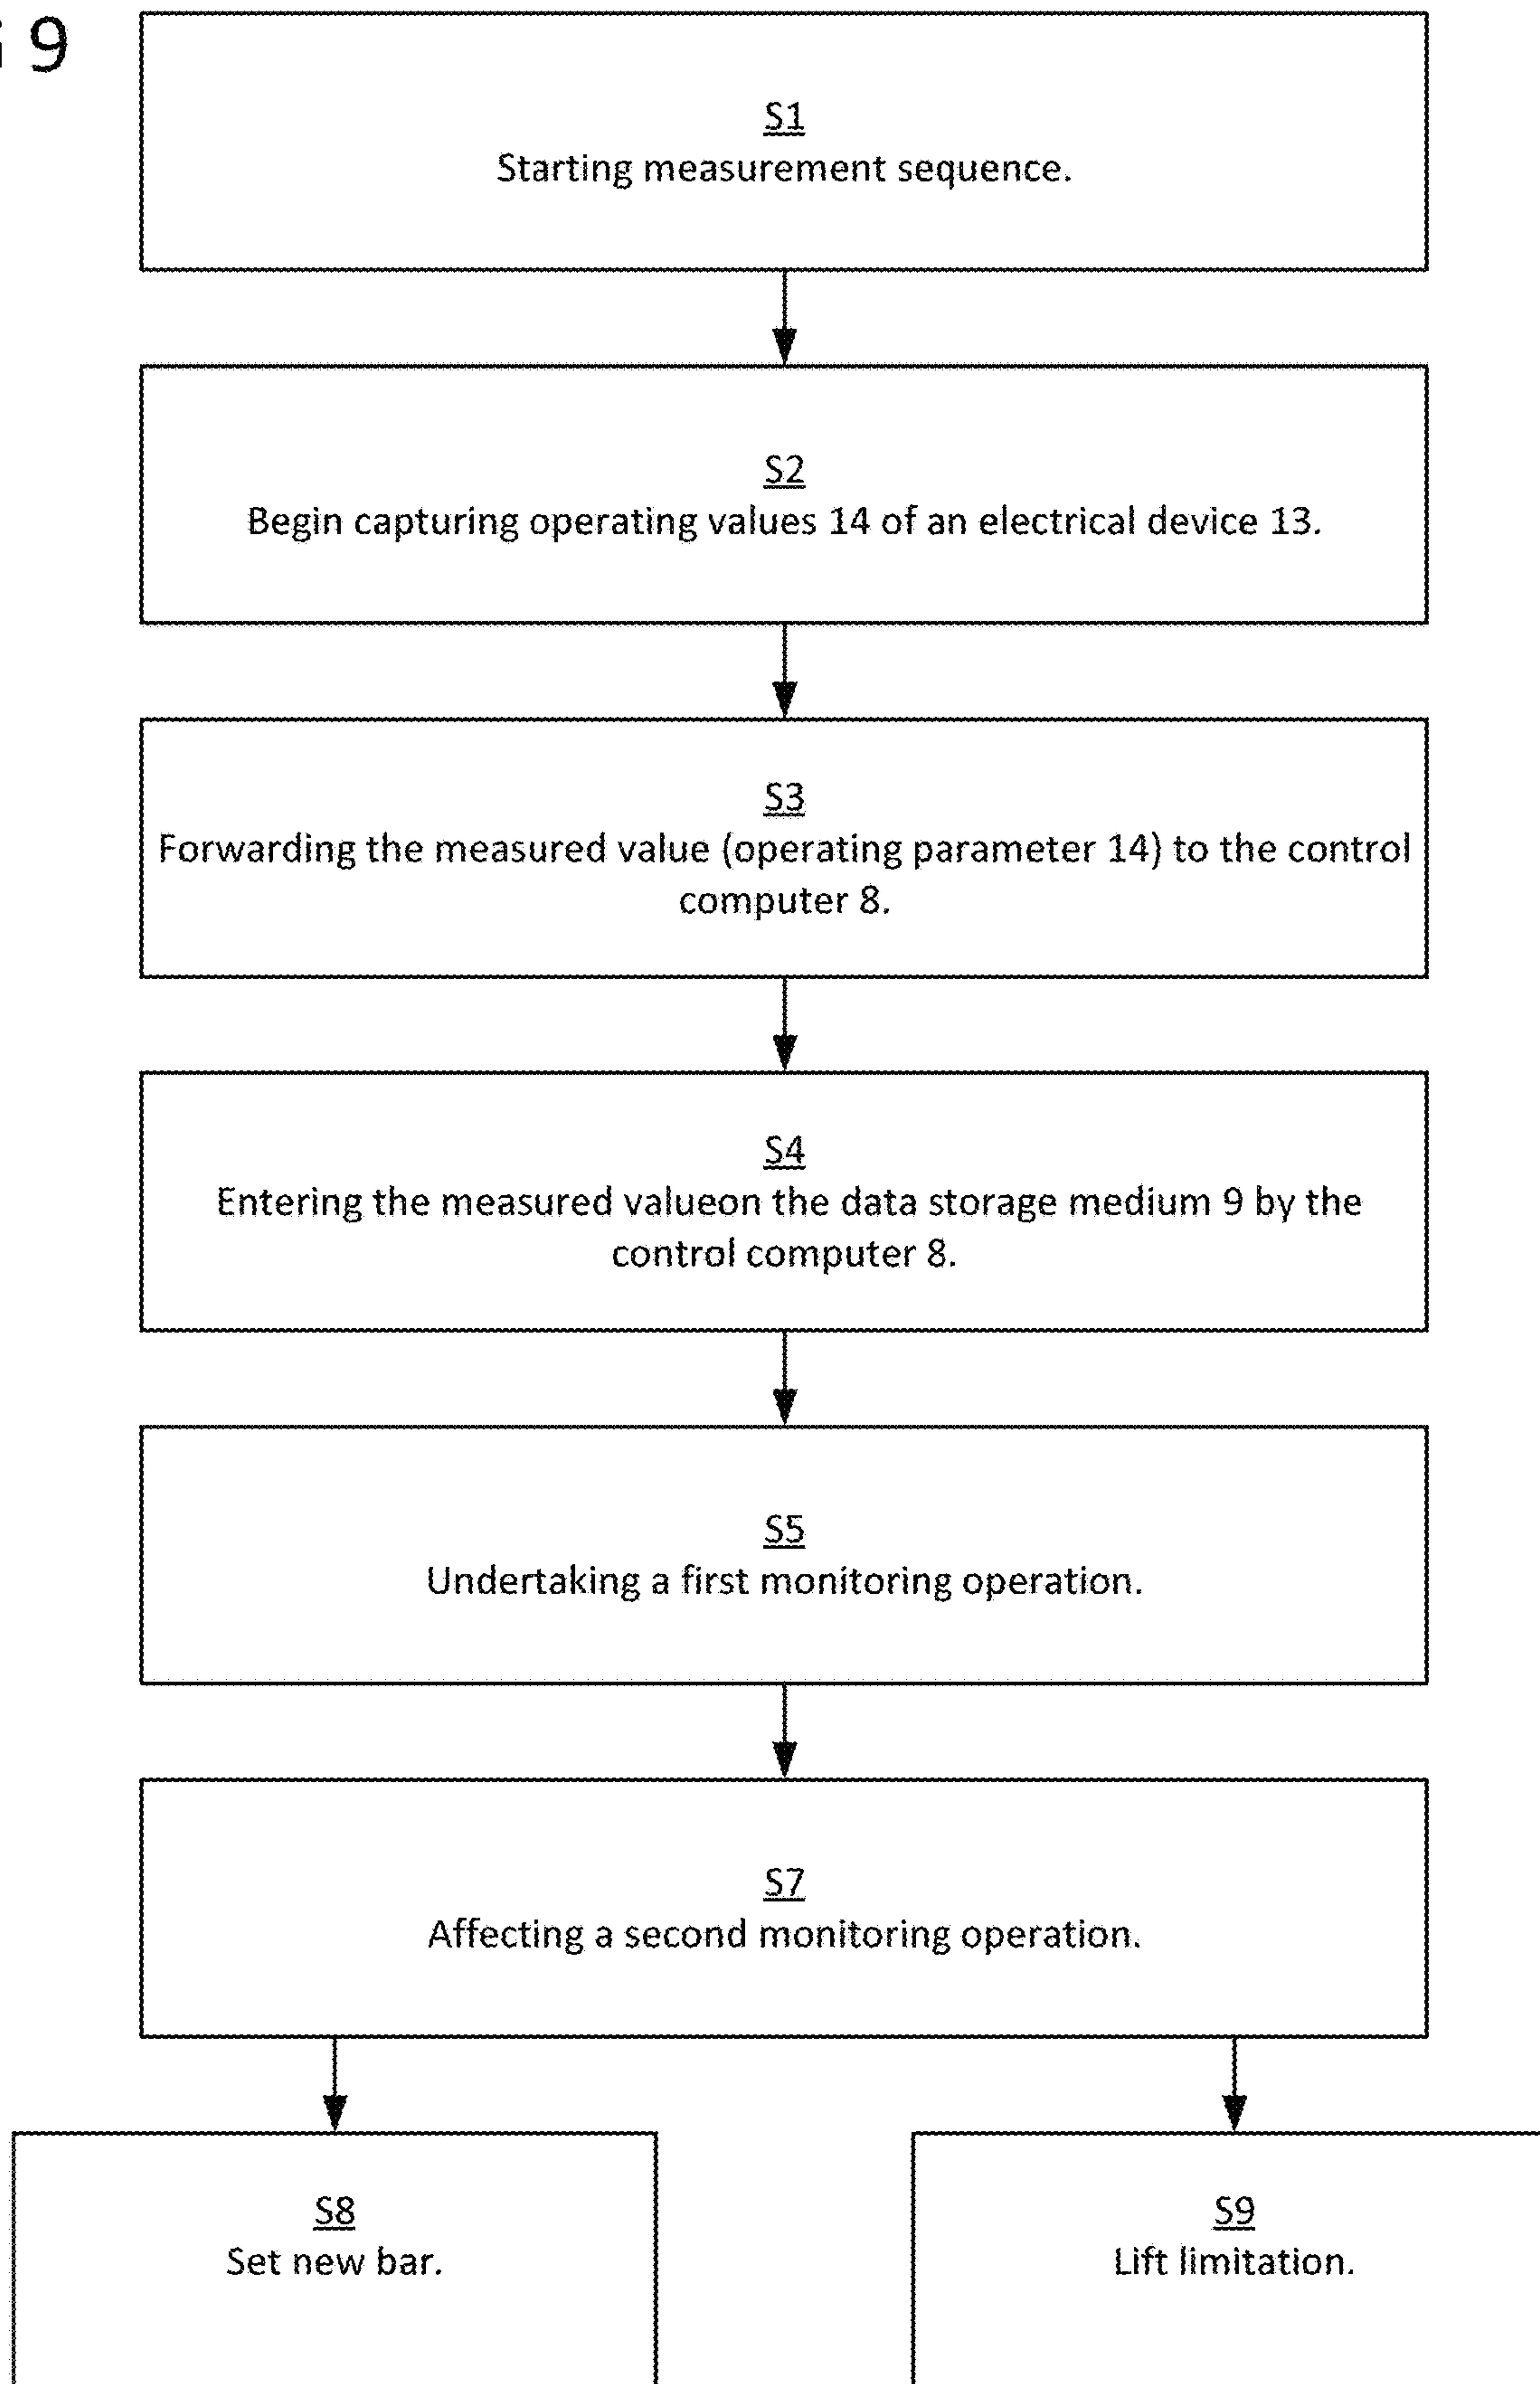 9
S1
Starting measurement sequence.
S2
Begin capturing operating values 14 of an electrical device 13.
S3
Forwarding the measured value (operating parameter 14) to the control
computer 8.
S4
Entering the measured valueon the data storage medium 9 by the
control computer 8.
S5
Undertaking a first monitoring operation.
S7
Affecting a second monitoring operation.
S8
Set new bar.
S9
Lift limitation.